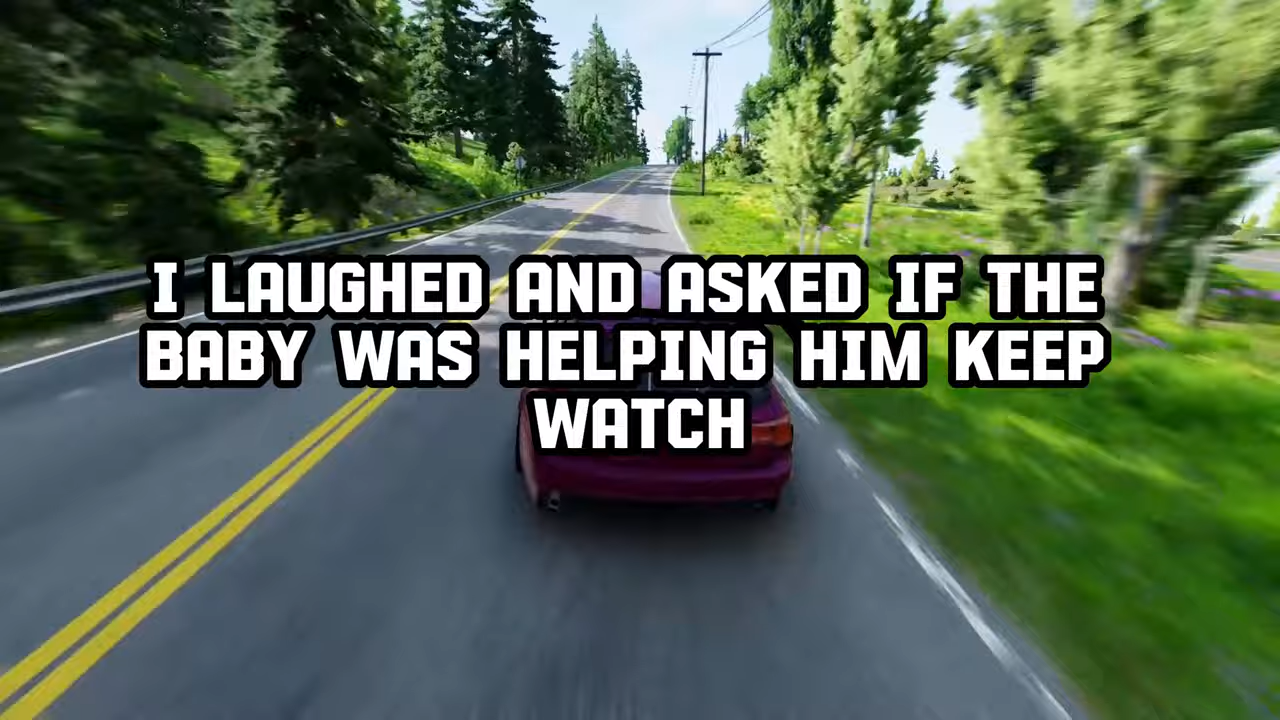 I LAUGHED AND ASKED IF THE
BABY WAS HELPING HIM KEEP
WATCH